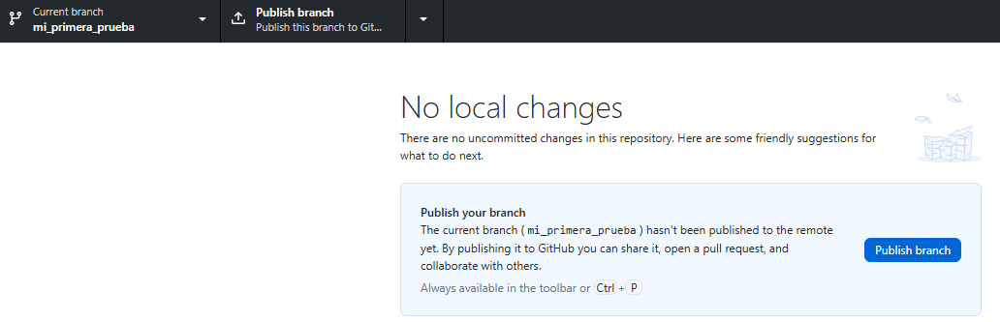 Current branch
mi_primera_prueba
Publish branch
Publish this branch to Git...
No local changes
There are no uncommitted changes in this repository. Here are some friendly suggestions for
what to do next.
Publish your branch
The current branch ( mi_primera_prueba ) hasn't been published to the remote
yet. By publishing it to GitHub you can share it, open a pull request, and
collaborate with others.
Publish branch
Always available in the toolbar or Ctrl + P